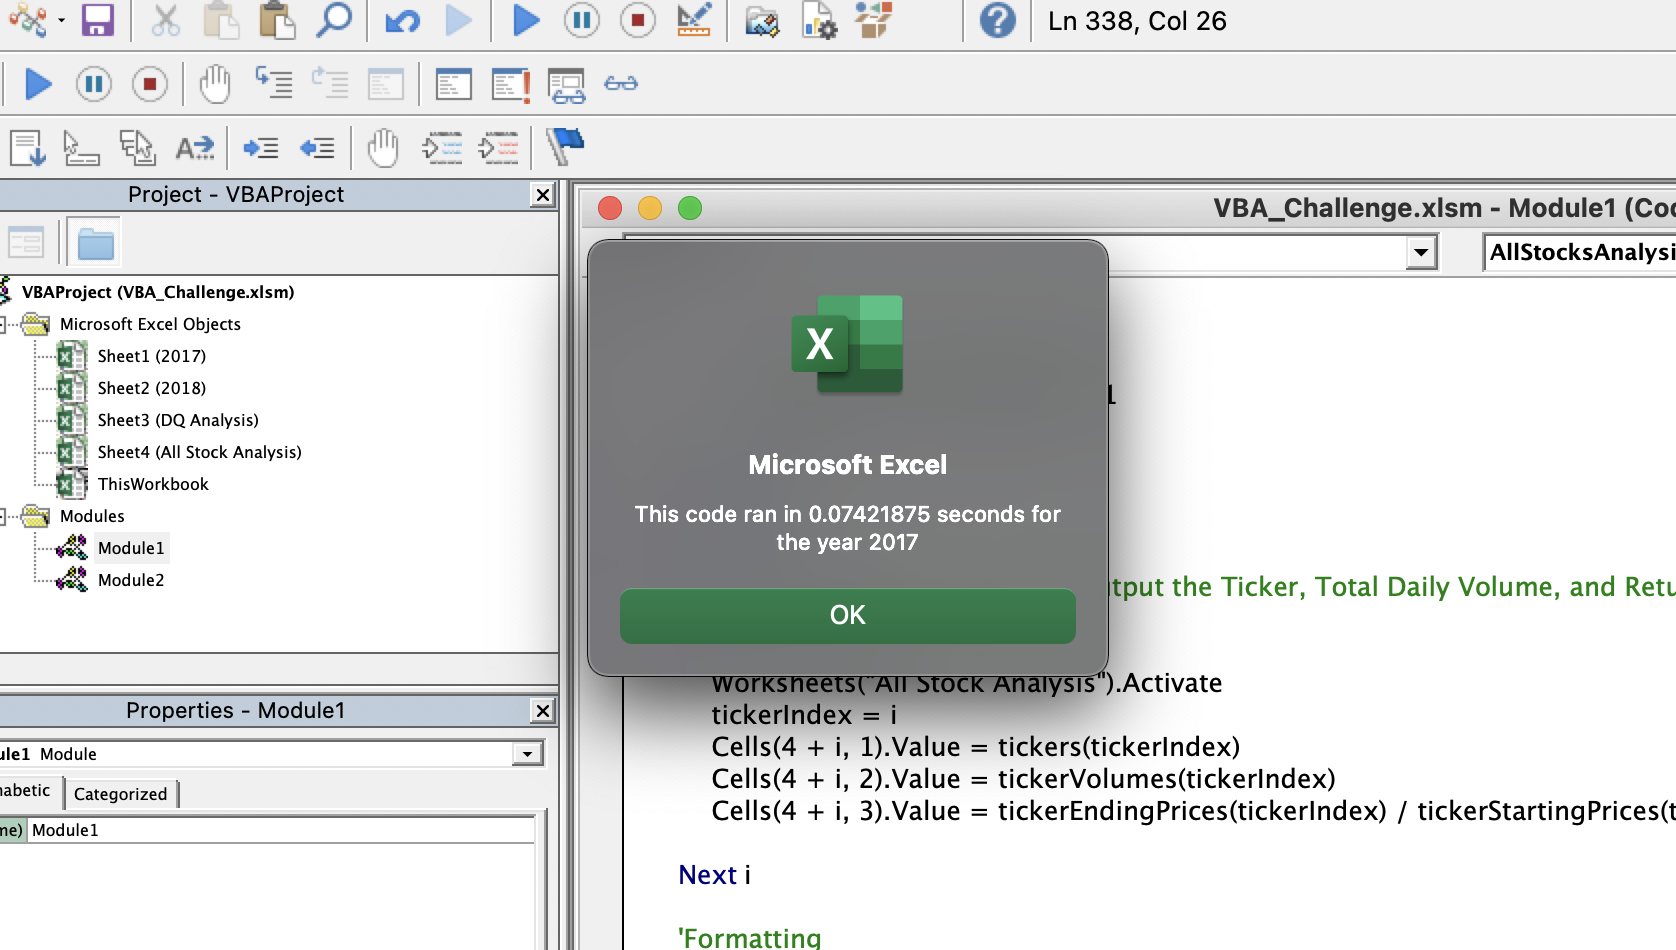 Ln 338, Col 26
Project - VBAProject
VBAProject (VBA_Challenge.xlsm)
Microsoft Excel Objects
Sheet1 (2017)
Sheet2 (2018)
Sheet3 (DQ Analysis)
Sheet4 (All Stock Analysis)
ThisWorkbook
Modules
Module1
Module2
Properties - Module1
ule1 Module
abetic Categorized
me) Module1
VBA_Challenge.xlsm - Module1 (Coc
AllStocksAnalysi
X
Microsoft Excel
This code ran in 0.07421875 seconds for
the year 2017
OK
1
tput the Ticker, Total Daily Volume, and Retu
Worksheets("All Stock Analysis").Activate
tickerIndex = i
Cells(4 + i, 1).Value = tickers(tickerIndex)
Cells(4 + i, 2).Value = tickerVolumes(tickerIndex)
Cells(4 + i, 3).Value = tickerEndingPrices(tickerIndex) / tickerStartingPrices(t
Next i
'Formatting